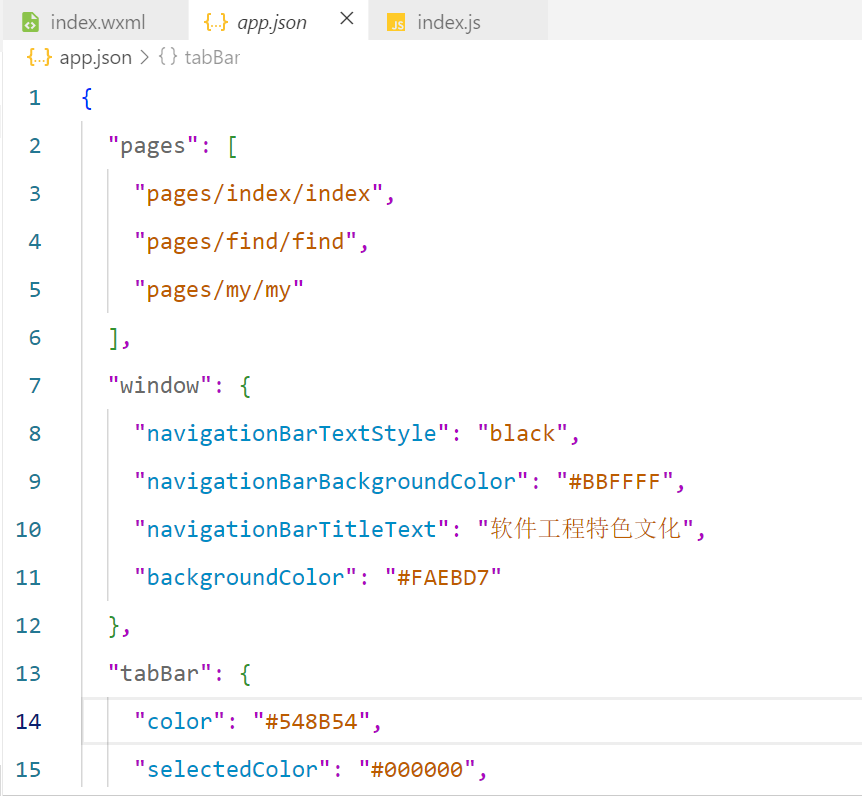 index.wxml app.json index.js
app.json > {} tabBar
1 {
2 "pages": [
3 "pages/index/index",
4 "pages/find/find",
5 "pages/my/my"
6 ],
7 "window": {
8 "navigationBarTextStyle": "black",
9 "navigationBarBackgroundColor": "#BBFFFF",
10 "navigationBarTitleText": "软件工程特色文化",
11 "backgroundColor": "#FAEBD7"
12 },
13 "tabBar": {
14 "color": "#548B54",
15 "selectedColor": "#000000",